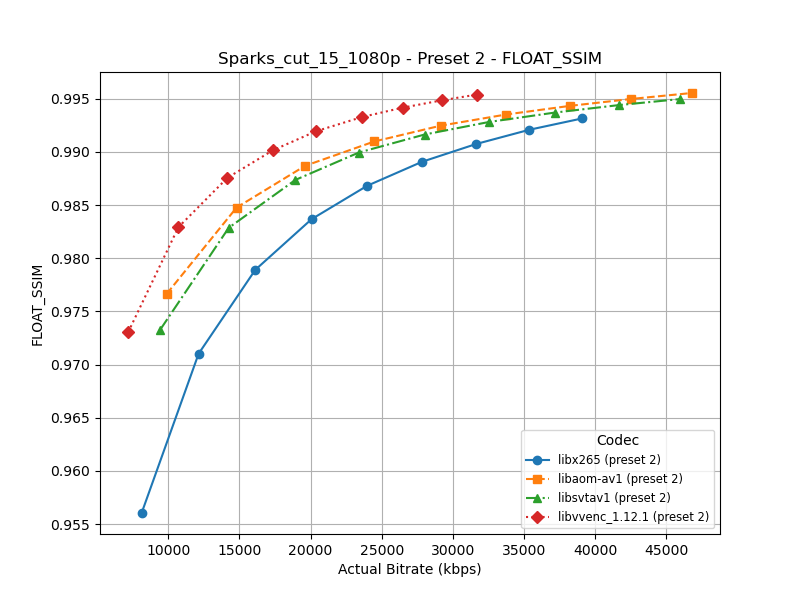 Sparks_cut_15_1080p - Preset 2 - FLOAT_SSIM
FLOAT_SSIM
0.995
0.990
0.985
0.980
0.975
0.970
0.965
0.960
0.955
Codec
libx265 (preset 2)
libaom-av1 (preset 2)
libsvtav1 (preset 2)
libvvenc_1.12.1 (preset 2)
10000 15000 20000 25000 30000 35000 40000 45000
Actual Bitrate (kbps)